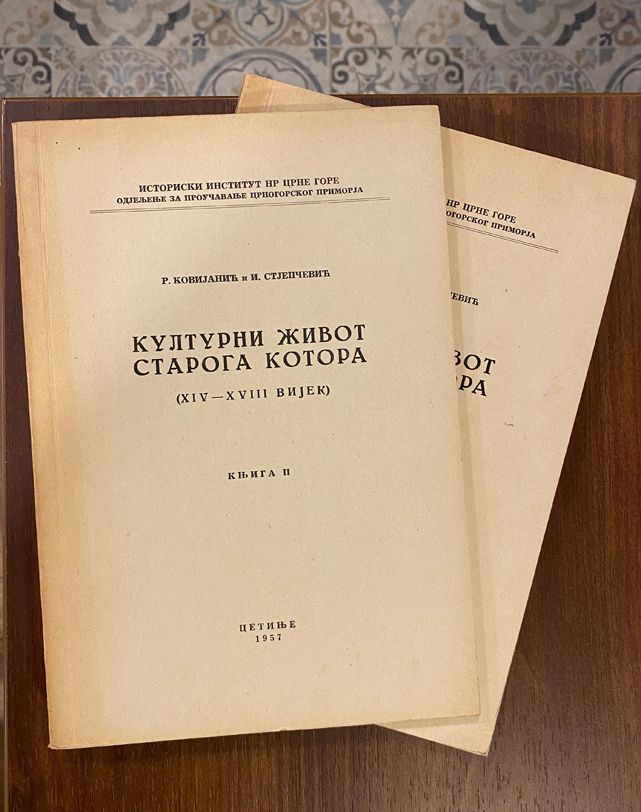 ИСТОРИСКИ ИНСТИТУТ НР ЦРНЕ ГОРЕ
ОДЈЕЉЕЊЕ ЗА ПРОУЧАВАЊЕ ЦРНОГОРСКОГ ПРИМОРЈА
Р. КОВИЈАНИЋ и И. СТЈЕПЧЕВИЋ
КУЛТУРНИ ЖИВОТ
СТАРОГА КОТОРА
(XIV—XVIII ВИЈЕК)
КЊИГА II
ЦЕТИЊЕ
1957
НР ЦРНЕ ГОРЕ
НОГОРСКОГ ПРИМОРЈА
ЧЕВИЋ
ВОТ
РА